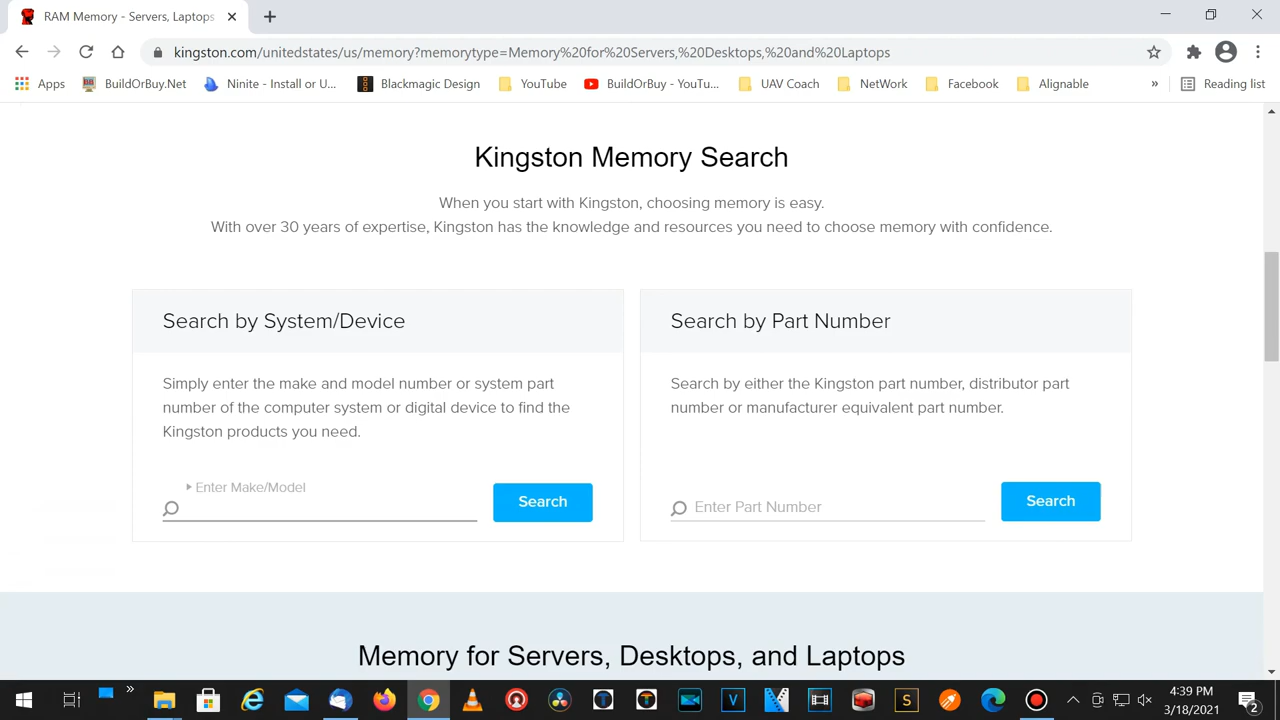 RAM Memory - Servers, Laptops
kingston.com/unitedstates/us/memory?memorytype=Memory%20for%20Servers,%20Desktops,%20and%20Laptops
Apps
BuildOrBuy.Net
Ninite - Install or U...
Blackmagic Design
YouTube
BuildOrBuy - YouTu...
UAV Coach
NetWork
Facebook
Alignable
»
Reading list
Kingston Memory Search
When you start with Kingston, choosing memory is easy.
With over 30 years of expertise, Kingston has the knowledge and resources you need to choose memory with confidence.
Search by System/Device
Simply enter the make and model number or system part
number of the computer system or digital device to find the
Kingston products you need.
Enter Make/Model
Search
Search by Part Number
Search by either the Kingston part number, distributor part
number or manufacturer equivalent part number.
Enter Part Number
Search
Memory for Servers, Desktops, and Laptops
4:39 PM
3/18/2021
2